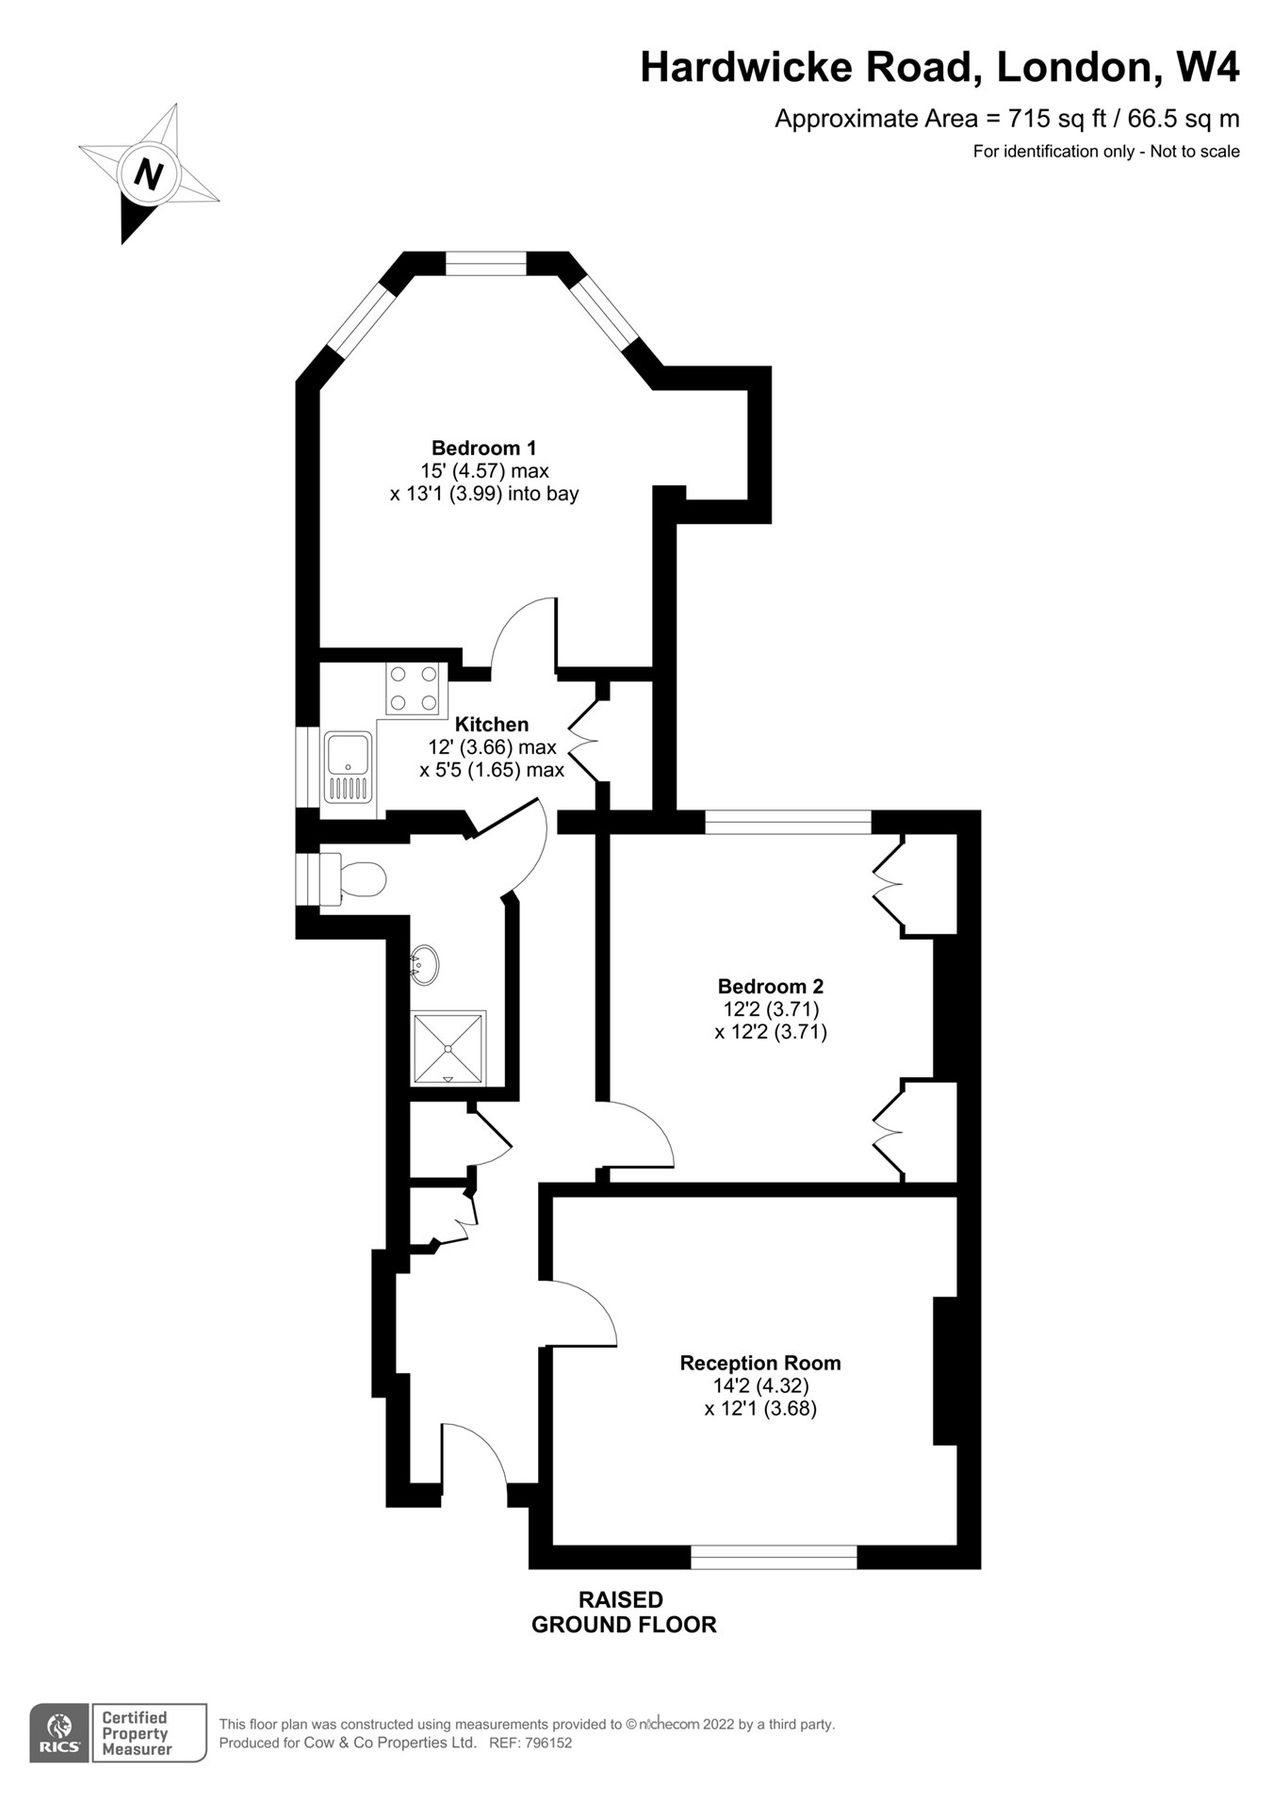 Hardwicke Road, London, W4
Approximate Area = 715 sq ft / 66.5 sq m
For identification only - Not to scale
N
Bedroom 1
15' (4.57) max
x 13'1 (3.99) into bay
Kitchen
12' (3.66) max
x 5'5 (1.65) max
Bedroom 2
12'2 (3.71)
x 12'2 (3.71)
Reception Room
14'2 (4.32)
x 12'1 (3.68)
RAISED
GROUND FLOOR
RICS
Certified
Property
Measurer
This floor plan was constructed using measurements provided to © nichecom 2022 by a third party.
Produced for Cow & Co Properties Ltd. REF: 796152